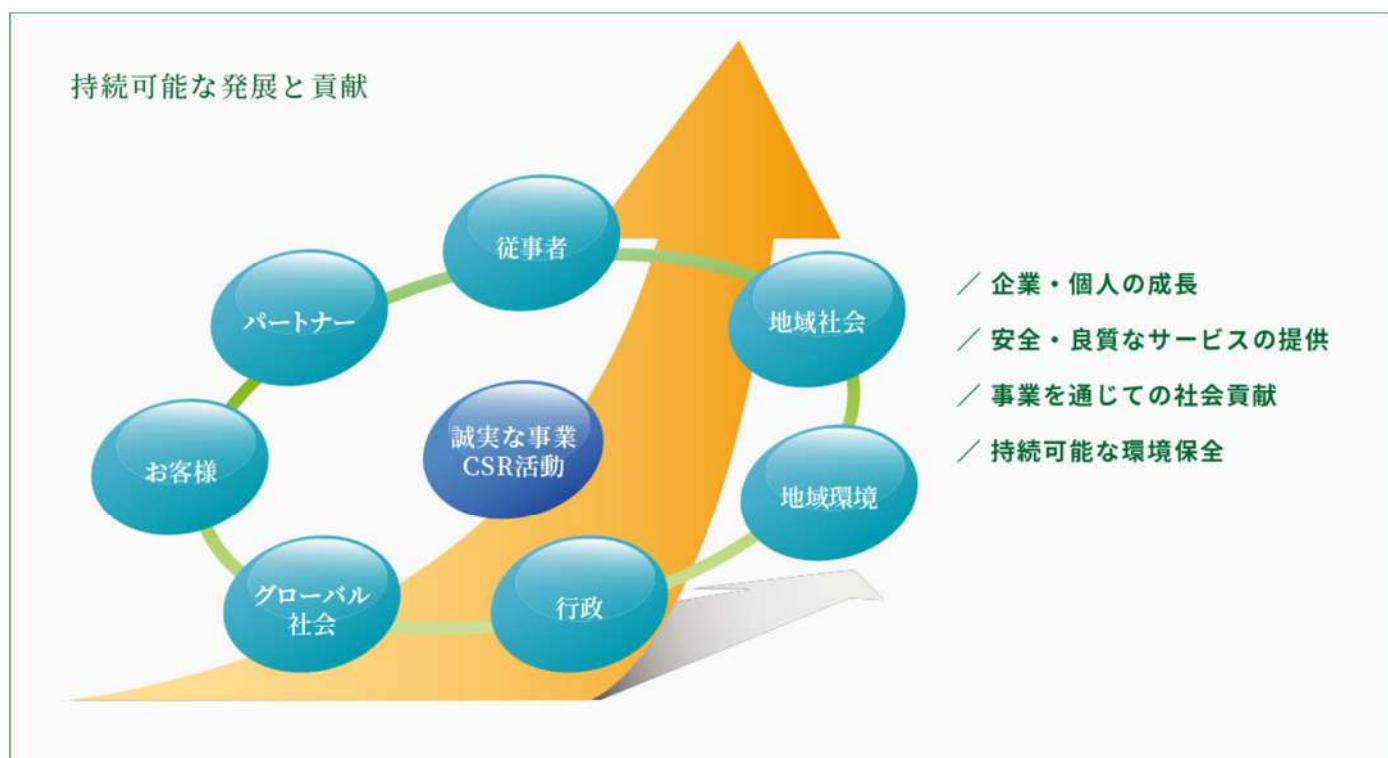 持続可能な発展と貢献
従事者
パートナー
地域社会
誠実な事業
CSR活動
お客様
地域環境
グローバル
社会
行政
／ 企業・個人の成長
／ 安全・良質なサービスの提供
／ 事業を通じての社会貢献
／ 持続可能な環境保全